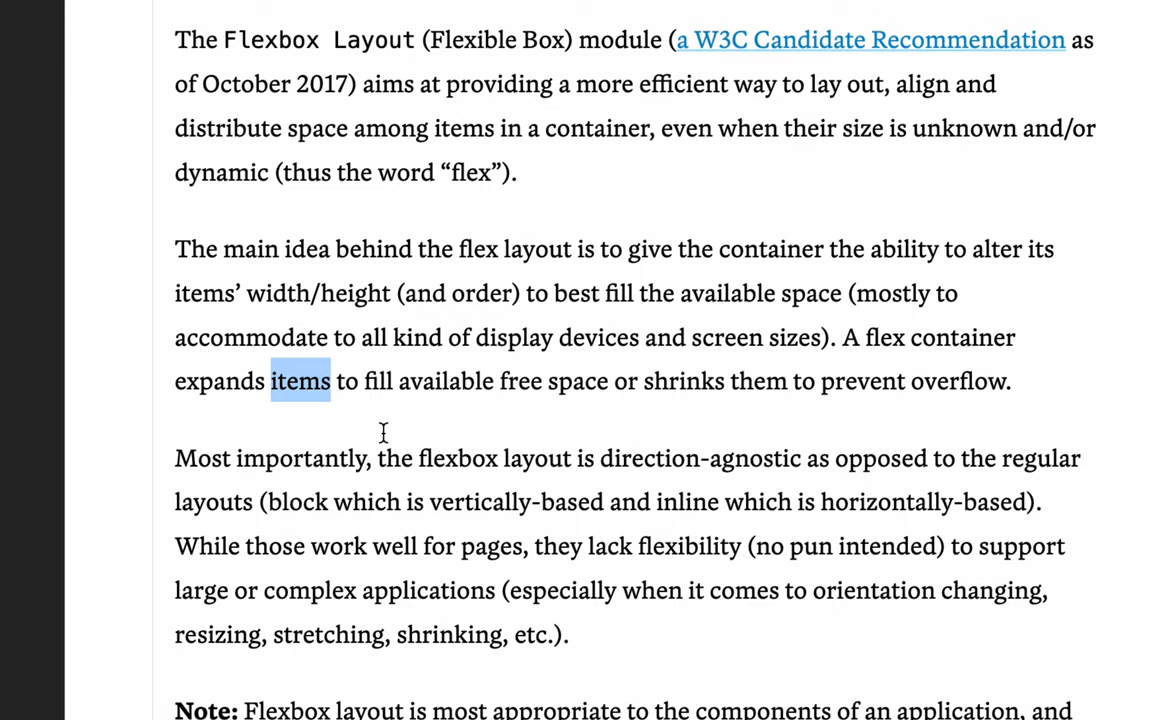 The Flexbox Layout (Flexible Box) module (a W3C Candidate Recommendation as
of October 2017) aims at providing a more efficient way to lay out, align and
distribute space among items in a container, even when their size is unknown and/or
dynamic (thus the word “flex”).
The main idea behind the flex layout is to give the container the ability to alter its
items’ width/height (and order) to best fill the available space (mostly to
accommodate to all kind of display devices and screen sizes). A flex container
expands items to fill available free space or shrinks them to prevent overflow.
Most importantly, the flexbox layout is direction-agnostic as opposed to the regular
layouts (block which is vertically-based and inline which is horizontally-based).
While those work well for pages, they lack flexibility (no pun intended) to support
large or complex applications (especially when it comes to orientation changing,
resizing, stretching, shrinking, etc.).
Note: Flexbox layout is most appropriate to the components of an application, and